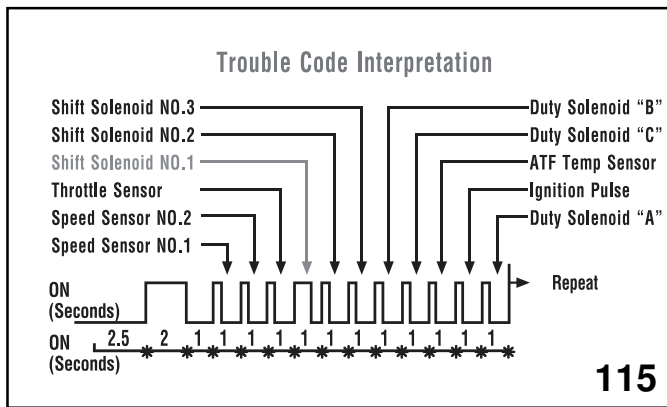 Trouble Code Interpretation
Shift Solenoid NO.3
Shift Solenoid NO.2
Shift Solenoid NO.1
Throttle Sensor
Speed Sensor NO.2
Speed Sensor NO.1
Duty Solenoid “B”
Duty Solenoid “C”
ATF Temp Sensor
Ignition Pulse
Duty Solenoid “A”
Repeat
ON
(Seconds)
ON
(Seconds)
2.5 2 1 1 1 1 1 1 1 1 1 1 1 1
115